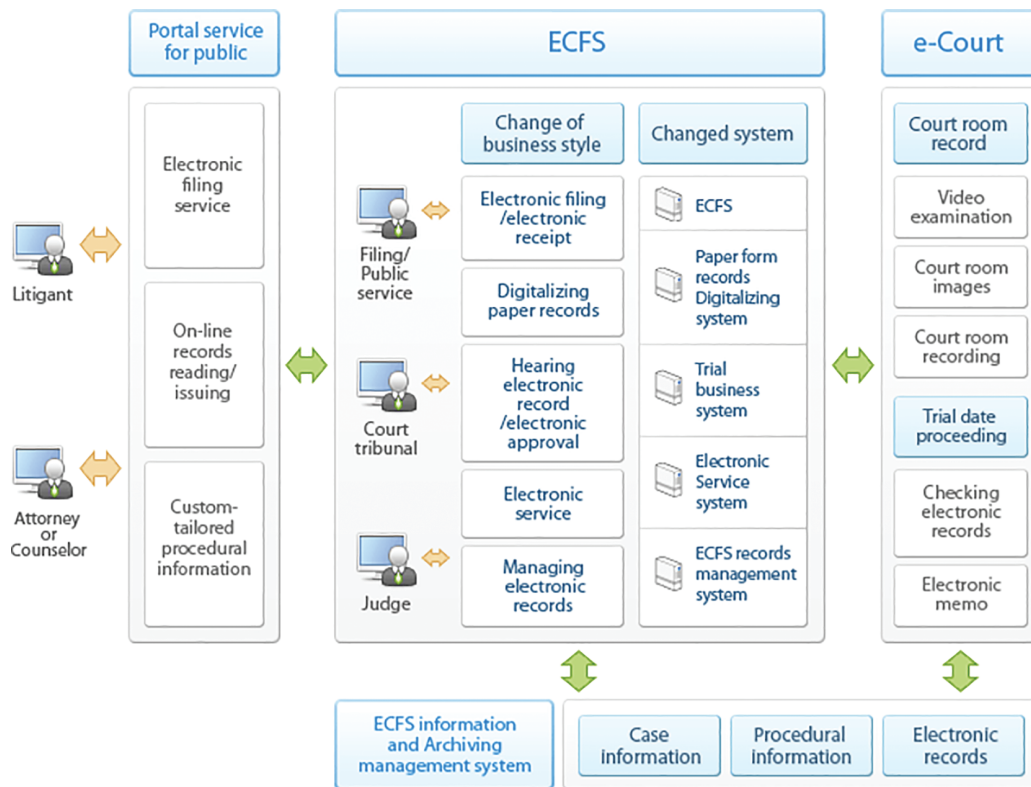 Portal service
for public
ECFS
e-Court
Litigant
Attorney
or
Counselor
Electronic
filing
service
On-line
records
reading/
issuing
Custom-
tailored
procedural
information
Filing/
Public
service
Court
tribunal
Judge
Change of
business style
Electronic filing
/electronic
receipt
Digitalizing
paper records
Hearing
electronic
record
/electronic
approval
Electronic
service
Managing
electronic
records
Changed system
ECFS
Paper form
records
Digitalizing
system
Trial
business
system
Electronic
Service
system
ECFS records
management
system
Court room
record
Video
examination
Court room
images
Court room
recording
Trial date
proceeding
Checking
electronic
records
Electronic
memo
ECFS information
and Archiving
management system
Case
information
Procedural
information
Electronic
records